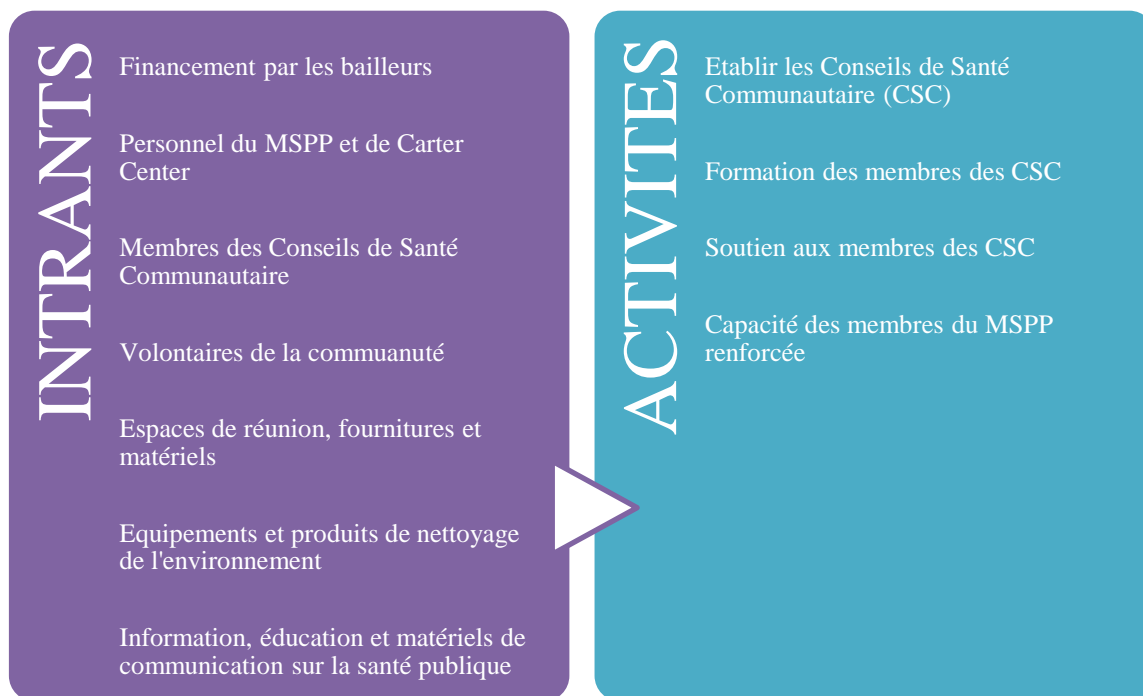 INTRANTS
Financement par les bailleurs
Personnel du MSPP et de Carter
Center
Membres des Conseils de Santé
Communautaire
Volontaires de la commuanuté
Espaces de réunion, fournitures et
matériels
Equipements et produits de nettoyage
de l'environnement
Information, éducation et matériels de
communication sur la santé publique
ACTIVITES
Etablir les Conseils de Santé
Communautaire (CSC)
Formation des membres des CSC
Soutien aux membres des CSC
Capacité des membres du MSPP
renforcée